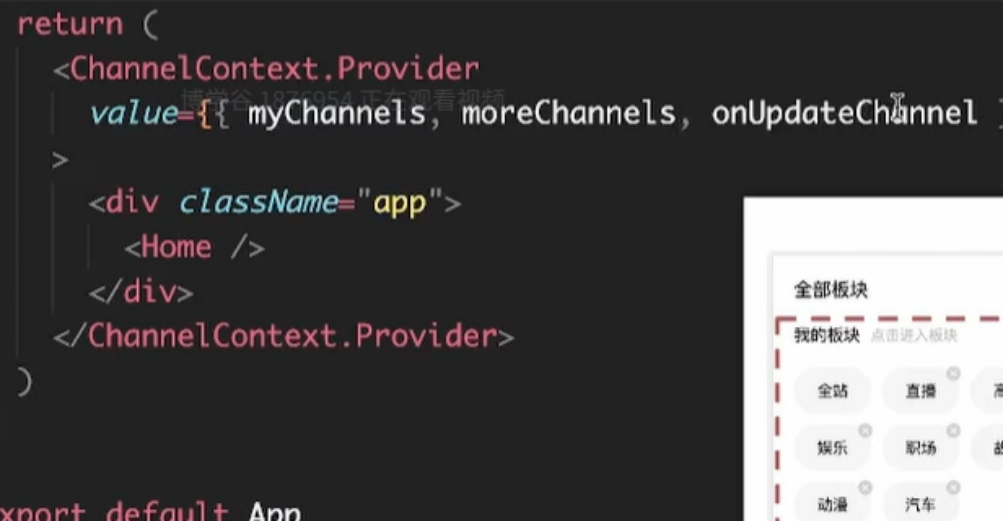 return (
<ChannelContext.Provider
博学谷 1876954 正在观看视频
value={{ myChannels, moreChannels, onUpdateChannel }
>
<div className="app">
<Home />
</div>
</ChannelContext.Provider>
)
xport default App
全部板块
我的板块 点击进入板块
全站 直播
娱乐 职场
动漫 汽车